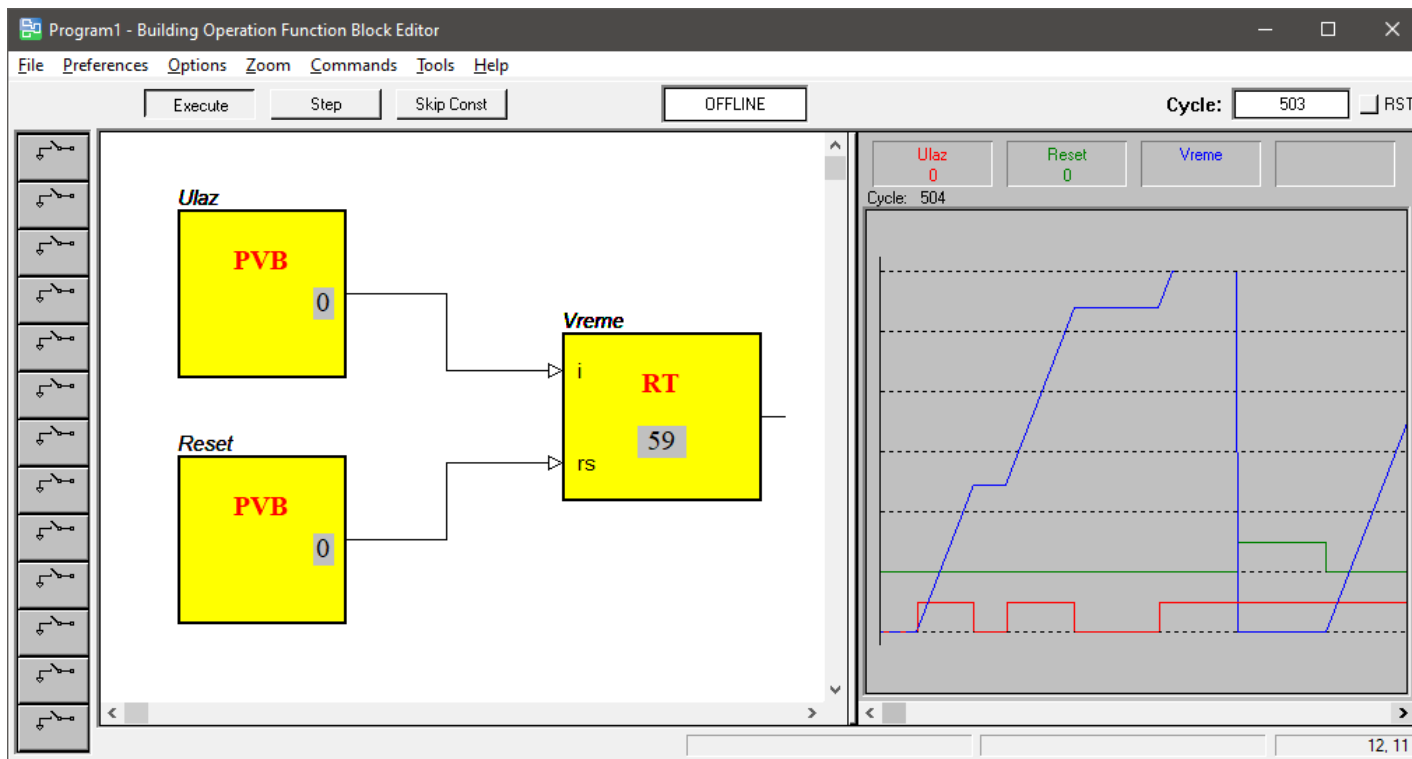 Program1 - Building Operation Function Block Editor
File Preferences Options Zoom Commands Tools Help
Execute Step Skip Const OFFLINE Cycle: 503 RST
Ulaz
PVB
0
Reset
PVB
0
Vreme
i
RT
59
rs
Ulaz Reset Vreme
0 0
Cycle: 504
12, 11